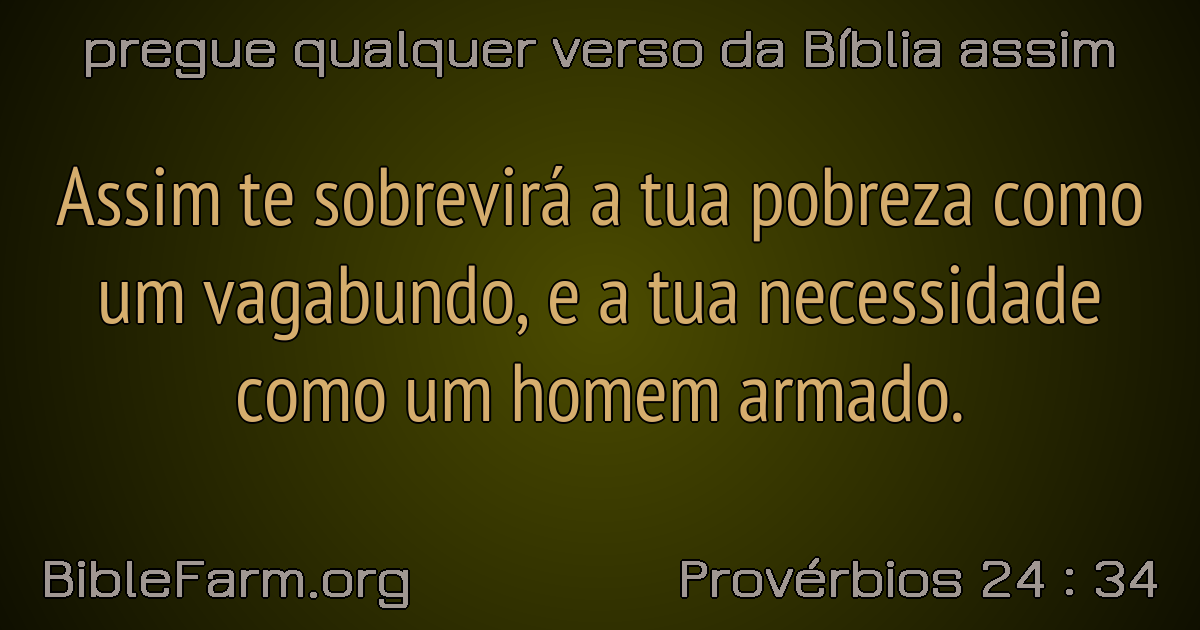 pregue qualquer verso da Bíblia assim
Assim te sobrevirá a tua pobreza como
um vagabundo, e a tua necessidade
como um homem armado.
BibleFarm.org
Provérbios 24 : 34